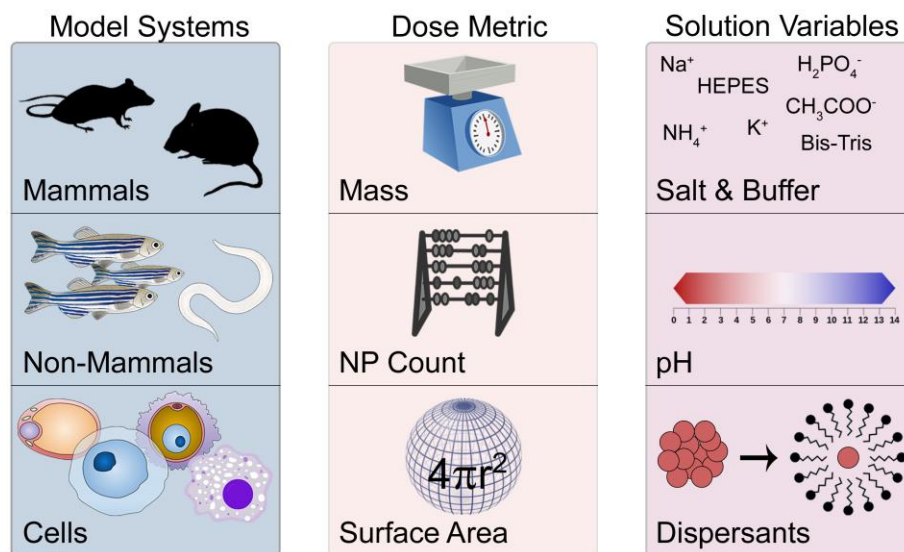 Model Systems
Mammals
Non-Mammals
Cells
Dose Metric
Mass
NP Count
4πr²
Surface Area
Solution Variables
Na⁺
HEPES
H₂PO₄⁻
CH₃COO⁻
NH₄⁺
K⁺
Bis-Tris
Salt & Buffer
0 1 2 3 4 5 6 7 8 9 10 11 12 13 14
pH
Dispersants